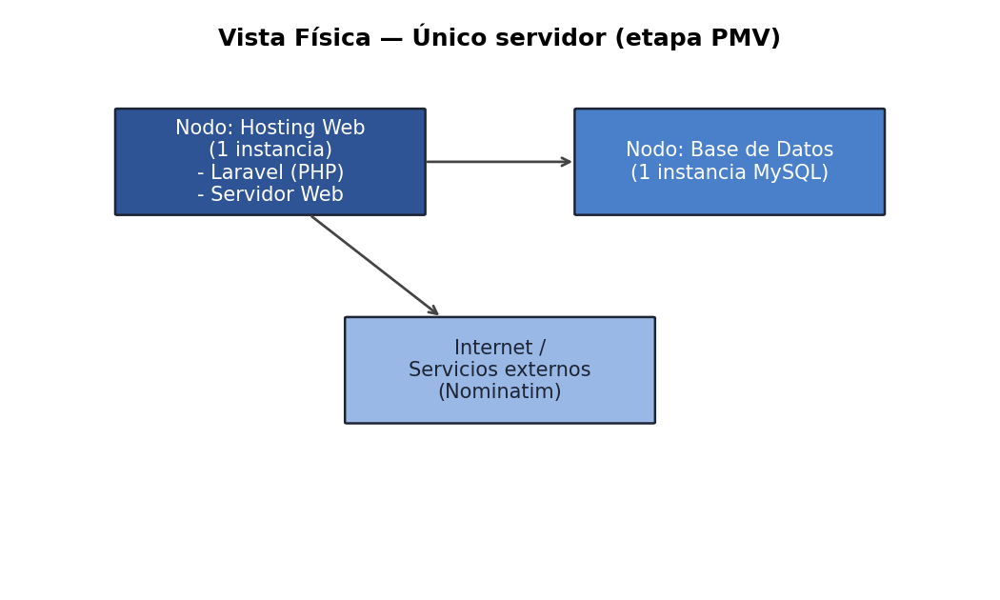 Vista Física — Único servidor (etapa PMV)
Nodo: Hosting Web
(1 instancia)
- Laravel (PHP)
- Servidor Web
Nodo: Base de Datos
(1 instancia MySQL)
Internet /
Servicios externos
(Nominatim)